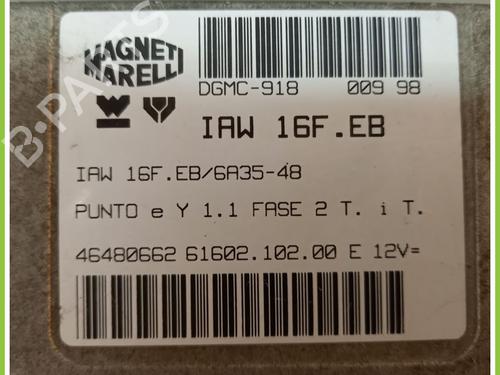 MAGNETI
MARELLI
DGMC-918 009 98
IAW 16F.EB
IAW 16F.EB/6A35-48
PUNTO e Y 1.1 FASE 2 T. i T.
46480662 61602.102.00 E 12V=
B-PARTS